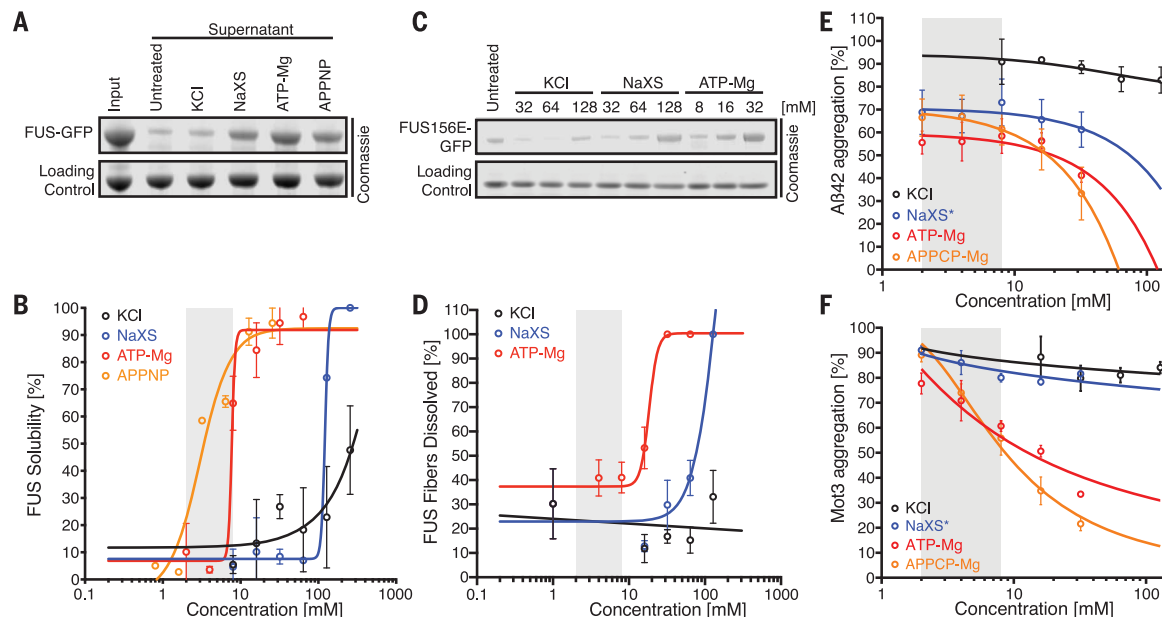 A
Supernatant
Input
Untreated
KCl
NaXS
ATP-Mg
APPNP
FUS-GFP
Loading
Control
Coomassie
C
Untreated
KCl
NaXS
ATP-Mg
32 64 128 32 64 128 8 16 32 [mM]
FUS156E-
GFP
Loading
Control
Coomassie
B
FUS Solubility [%]
100
90
80
70
60
50
40
30
20
10
0
KCl
NaXS
ATP-Mg
APPNP
0.1 1 10 100 1000
Concentration [mM]
D
FUS Fibers Dissolved [%]
110
100
90
80
70
60
50
40
30
20
10
0
KCl
NaXS
ATP-Mg
0.1 1 10 100 1000
Concentration [mM]
E
Aβ42 aggregation [%]
110
100
90
80
70
60
50
40
30
20
10
0
KCl
NaXS*
ATP-Mg
APPCP-Mg
1 10 100
Concentration [mM]
F
Mot3 aggregation [%]
100
90
80
70
60
50
40
30
20
10
0
KCl
NaXS*
ATP-Mg
APPCP-Mg
1 10 100
Concentration [mM]